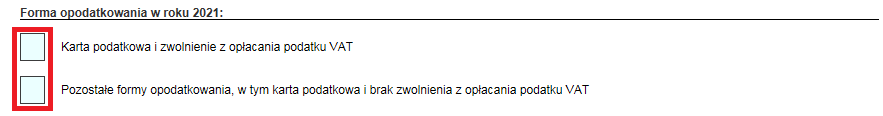 Forma opodatkowania w roku 2021:
Karta podatkowa i zwolnienie z opłacania podatku VAT
Pozostałe formy opodatkowania, w tym karta podatkowa i brak zwolnienia z opłacania podatku VAT